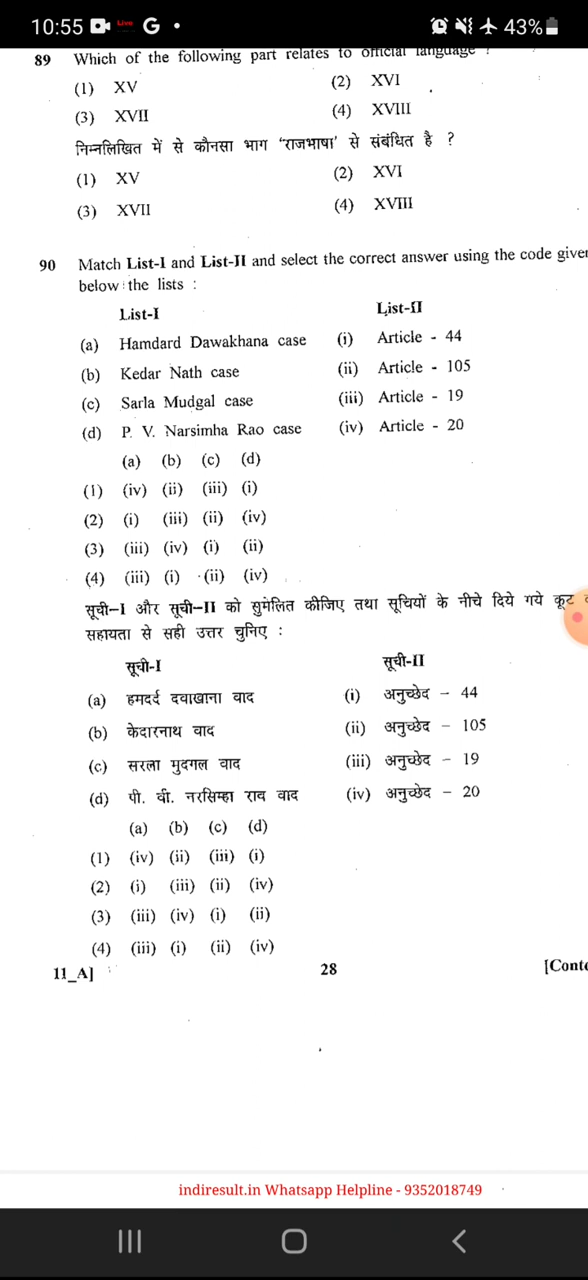 10:55 Live G • 43%
89 Which of the following part relates to official language ?
(1) XV (2) XVI
(3) XVII (4) XVIII
निम्नलिखित में से कौनसा भाग “राजभाषा' से संबंधित है ?
(1) XV (2) XVI
(3) XVII (4) XVIII
90 Match List-I and List-II and select the correct answer using the code given
below the lists :
List-I List-II
(a) Hamdard Dawakhana case (i) Article - 44
(b) Kedar Nath case (ii) Article - 105
(c) Sarla Mudgal case (iii) Article - 19
(d) P. V. Narsimha Rao case (iv) Article - 20
(a) (b) (c) (d)
(1) (iv) (ii) (iii) (i)
(2) (i) (iii) (ii) (iv)
(3) (iii) (iv) (i) (ii)
(4) (iii) (i) (ii) (iv)
सूची-I और सूची-II को सुमेलित कीजिए तथा सूचियों के नीचे दिये गये कूट
सहायता से सही उत्तर चुनिए :
सूची-I सूची-II
(a) हमदर्द दवाखाना वाद (i) अनुच्छेद - 44
(b) केदारनाथ वाद (ii) अनुच्छेद - 105
(c) सरला मुदगल वाद (iii) अनुच्छेद - 19
(d) पी. वी. नरसिम्हा राव वाद (iv) अनुच्छेद - 20
(a) (b) (c) (d)
(1) (iv) (ii) (iii) (i)
(2) (i) (iii) (ii) (iv)
(3) (iii) (iv) (i) (ii)
(4) (iii) (i) (ii) (iv)
11_A] 28 [Conte
indiresult.in Whatsapp Helpline - 9352018749